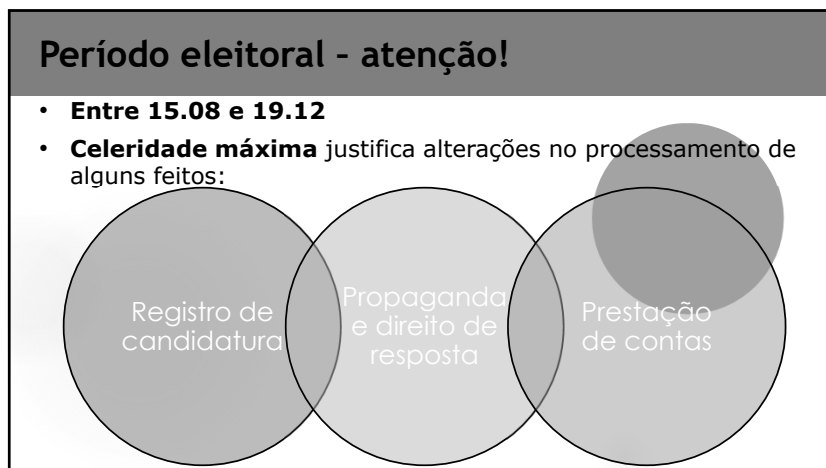 Período eleitoral – atenção!
• Entre 15.08 e 19.12
• Celeridade máxima justifica alterações no processamento de
alguns feitos:
Registro de
candidatura
Propaganda
e direito de
resposta
Prestação
de contas